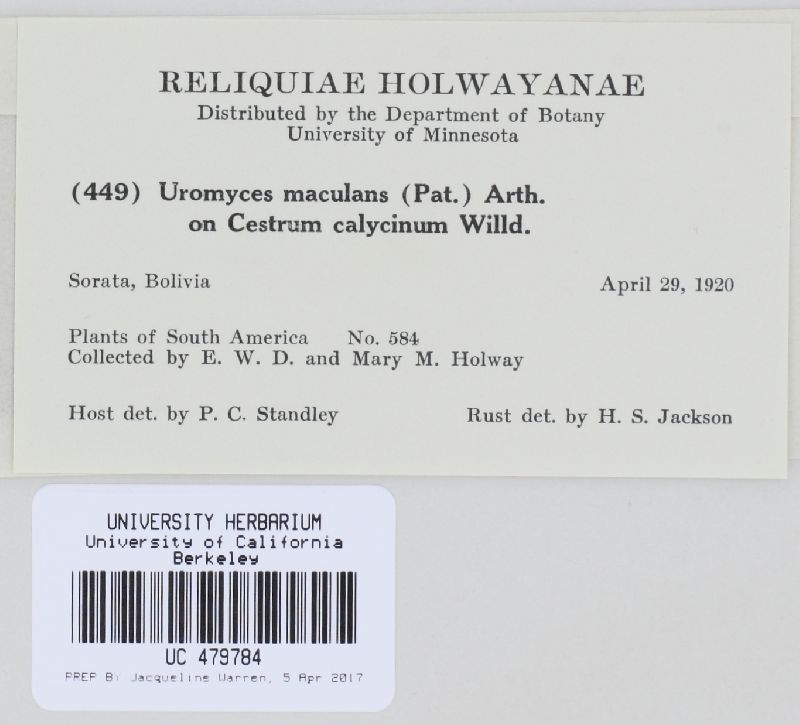 RELIQUIAE HOLWAYANAE
Distributed by the Department of Botany
University of Minnesota
(449) Uromyces maculans (Pat.) Arth.
on Cestrum calycinum Willd.
Sorata, Bolivia April 29, 1920
Plants of South America No. 584
Collected by E. W. D. and Mary M. Holway
Host det. by P. C. Standley Rust det. by H. S. Jackson
UNIVERSITY HERBARIUM
University of California
Berkeley
UC 479784
PREP BY Jacqueline Warren, 5 Apr 2017